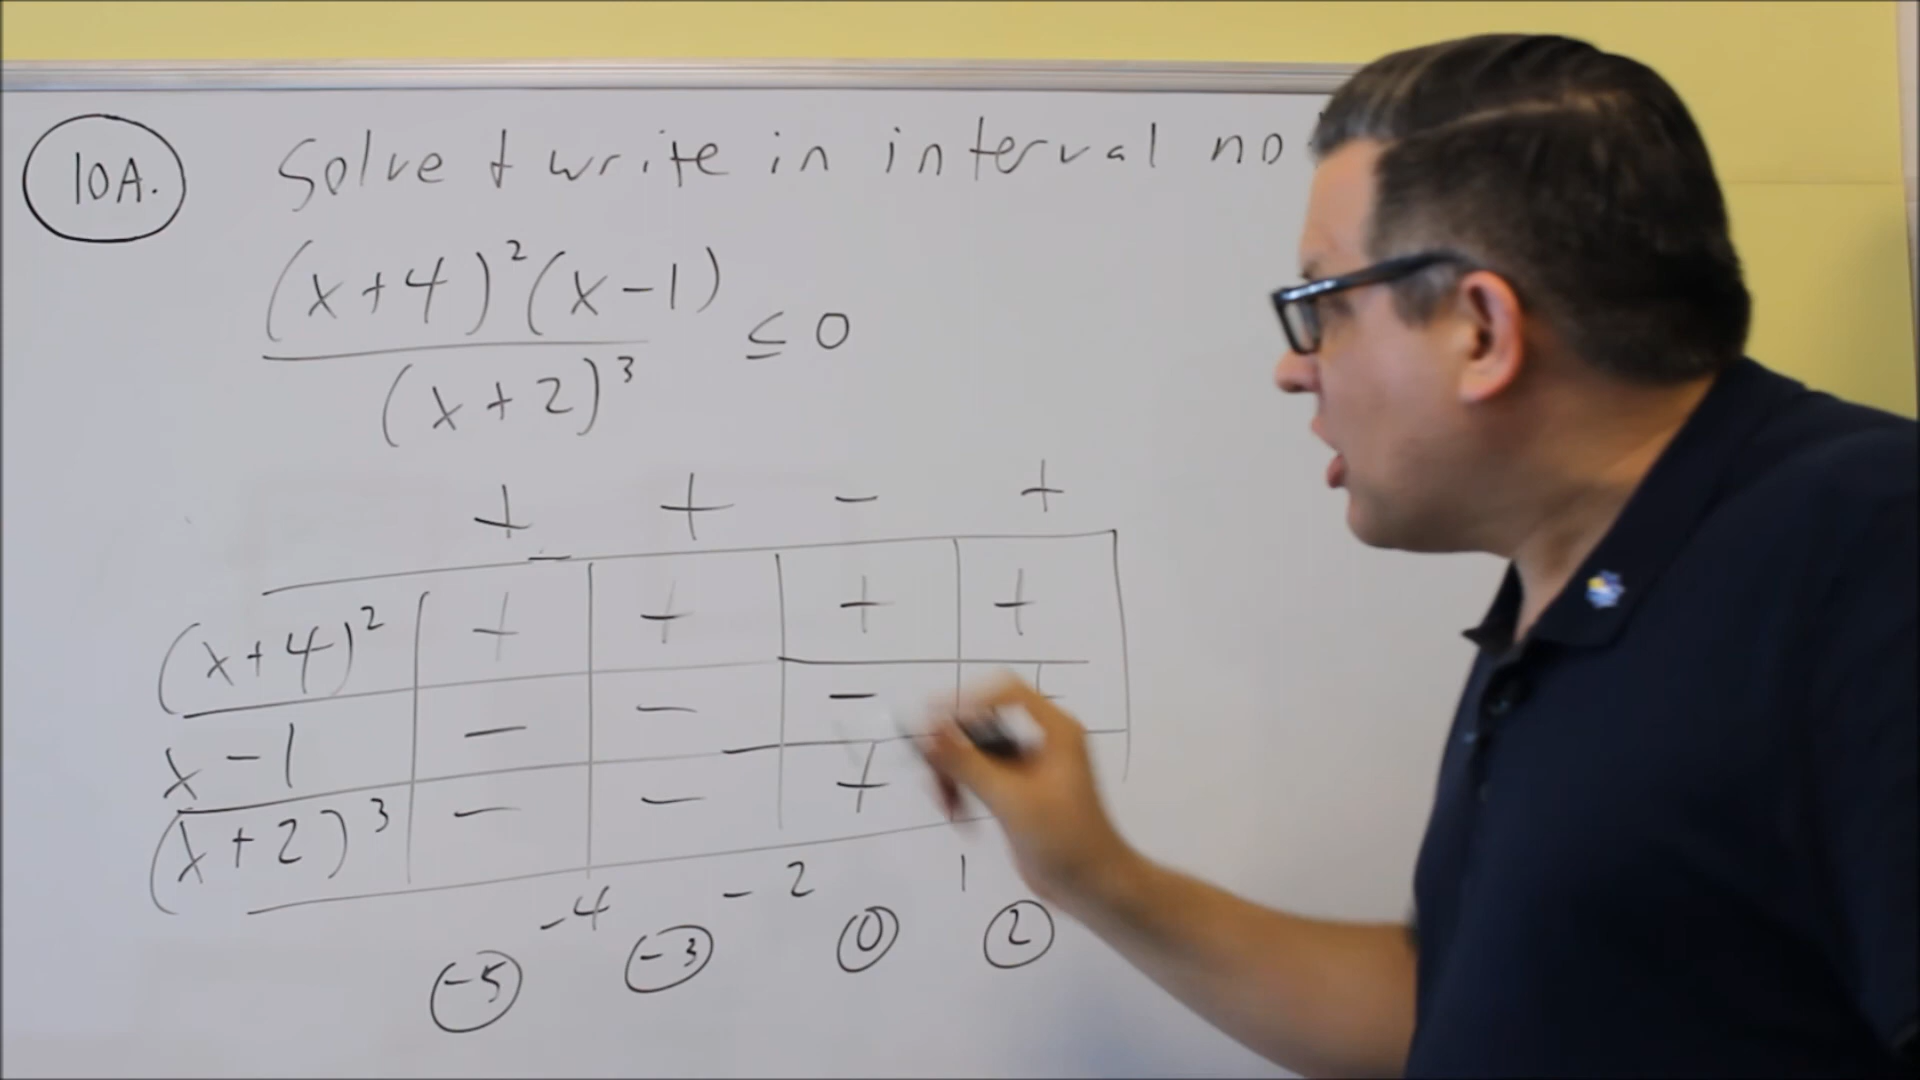 10A. Solve + write in interval no
(x+4)²(x-1)
≤ 0
(x+2)³
+ + - +
(x+4)² + + + +
x-1 - - -
(x+2)³ - - +
-4 -2 1
-5 -3 0 2